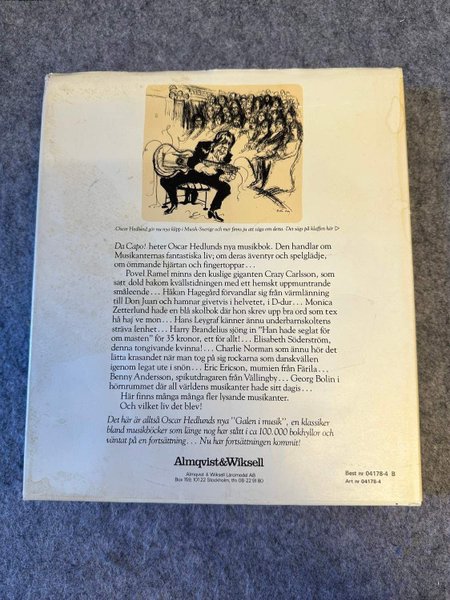 Oscar Hedlund gör nu nya klipp i Musik-Sverige och mer finns ju att säga om detta. Det sägs på klaffen här ▷
Da Capo! heter Oscar Hedlunds nya musikbok. Den handlar om
Musikanternas fantastiska liv; om deras äventyr och spelglädje,
om ömmande hjärtan och fingertoppar...
Povel Ramel minns den kuslige giganten Crazy Carlsson, som
satt dold bakom kvällstidningen med ett hemskt uppmuntrande
småleende... Håkan Hagegård förvandlar sig från värmlänning
till Don Juan och hamnar givetvis i helvetet, i D-dur... Monica
Zetterlund hade en blå skolbok där hon skrev upp bra ord som tex
hå haj ve mon... Hans Leygraf känner ännu underbarnskoltens
sträva lenhet... Harry Brandelius sjöng in "Han hade seglat för
om masten" för 35 kronor, ett för allt!... Elisabeth Söderström,
denna tongivande kvinna!... Charlie Norman som ännu hör det
lätta krasandet när man tog på sig rockarna som danskvällen
igenom legat ute i snön... Eric Ericson, mumien från Färila...
Benny Andersson, spikutdragaren från Vällingby... Georg Bolin i
hörnrummet där all världens musikanter hade sitt dagis...
Här finns många många fler lysande musikanter.
Och vilket liv det blev!
Det här är alltså Oscar Hedlunds nya "Galen i musik", en klassiker
bland musikböcker som länge nog har stått i ca 100.000 bokhyllor och
väntat på en fortsättning... Nu har fortsättningen kommit!
Almqvist&Wiksell
Almqvist & Wiksell Läromedel AB
Box 159, 101 22 Stockholm, tfn 08-22 91 80
Best nr 04178-4 B
Art nr 04178-4